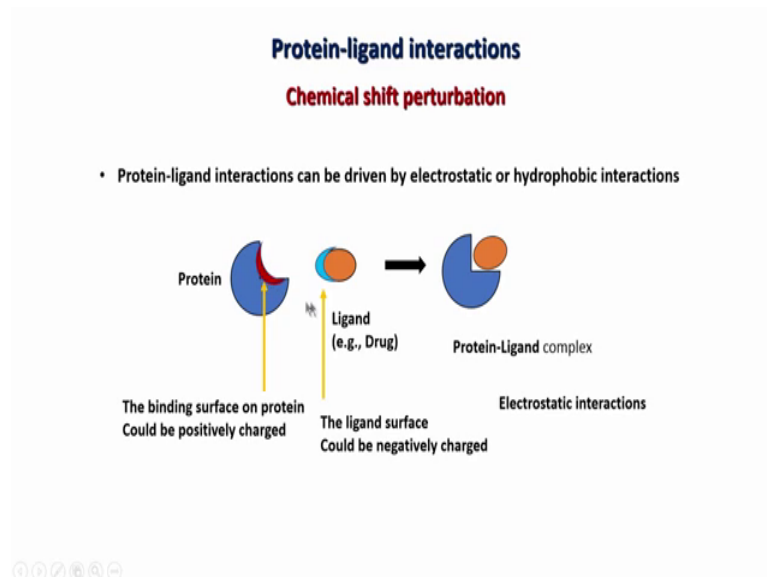 Protein-ligand interactions
Chemical shift perturbation
• Protein-ligand interactions can be driven by electrostatic or hydrophobic interactions
Protein
Ligand
(e.g., Drug)
Protein-Ligand complex
The binding surface on protein
Could be positively charged
The ligand surface
Could be negatively charged
Electrostatic interactions